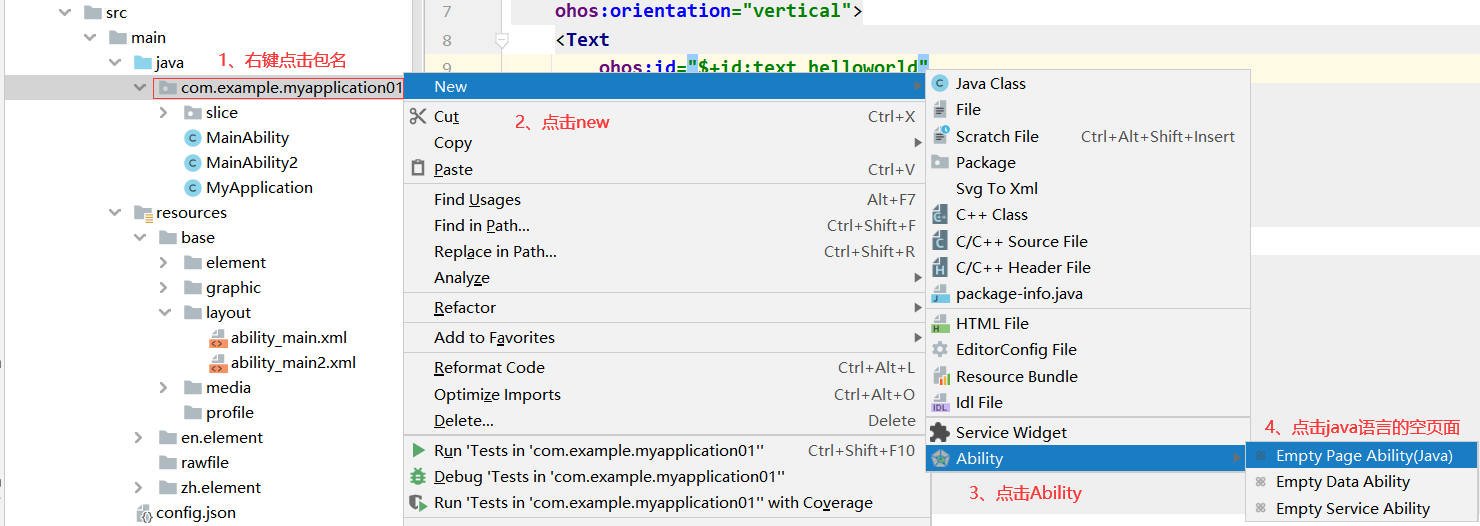 src
main
java
1、右键点击包名
com.example.myapplication01
slice
MainAbility
MainAbility2
MyApplication
resources
base
element
graphic
layout
ability_main.xml
ability_main2.xml
media
profile
en.element
rawfile
zh.element
config.json
7 ohos:orientation="vertical">
8 <Text
9 ohos:id="$+id:text_helloworld"
New
2、点击new
Cut Ctrl+X
Copy
Paste Ctrl+V
Find Usages Alt+F7
Find in Path... Ctrl+Shift+F
Replace in Path... Ctrl+Shift+R
Analyze
Refactor
Add to Favorites
Reformat Code Ctrl+Alt+L
Optimize Imports Ctrl+Alt+O
Delete... Delete
Run 'Tests in 'com.example.myapplication01'' Ctrl+Shift+F10
Debug 'Tests in 'com.example.myapplication01''
Run 'Tests in 'com.example.myapplication01'' with Coverage
Java Class
File
Scratch File Ctrl+Alt+Shift+Insert
Package
Svg To Xml
C++ Class
C/C++ Source File
C/C++ Header File
package-info.java
HTML File
EditorConfig File
Resource Bundle
Idl File
Service Widget
Ability
3、点击Ability
4、点击java语言的空页面
Empty Page Ability(Java)
Empty Data Ability
Empty Service Ability